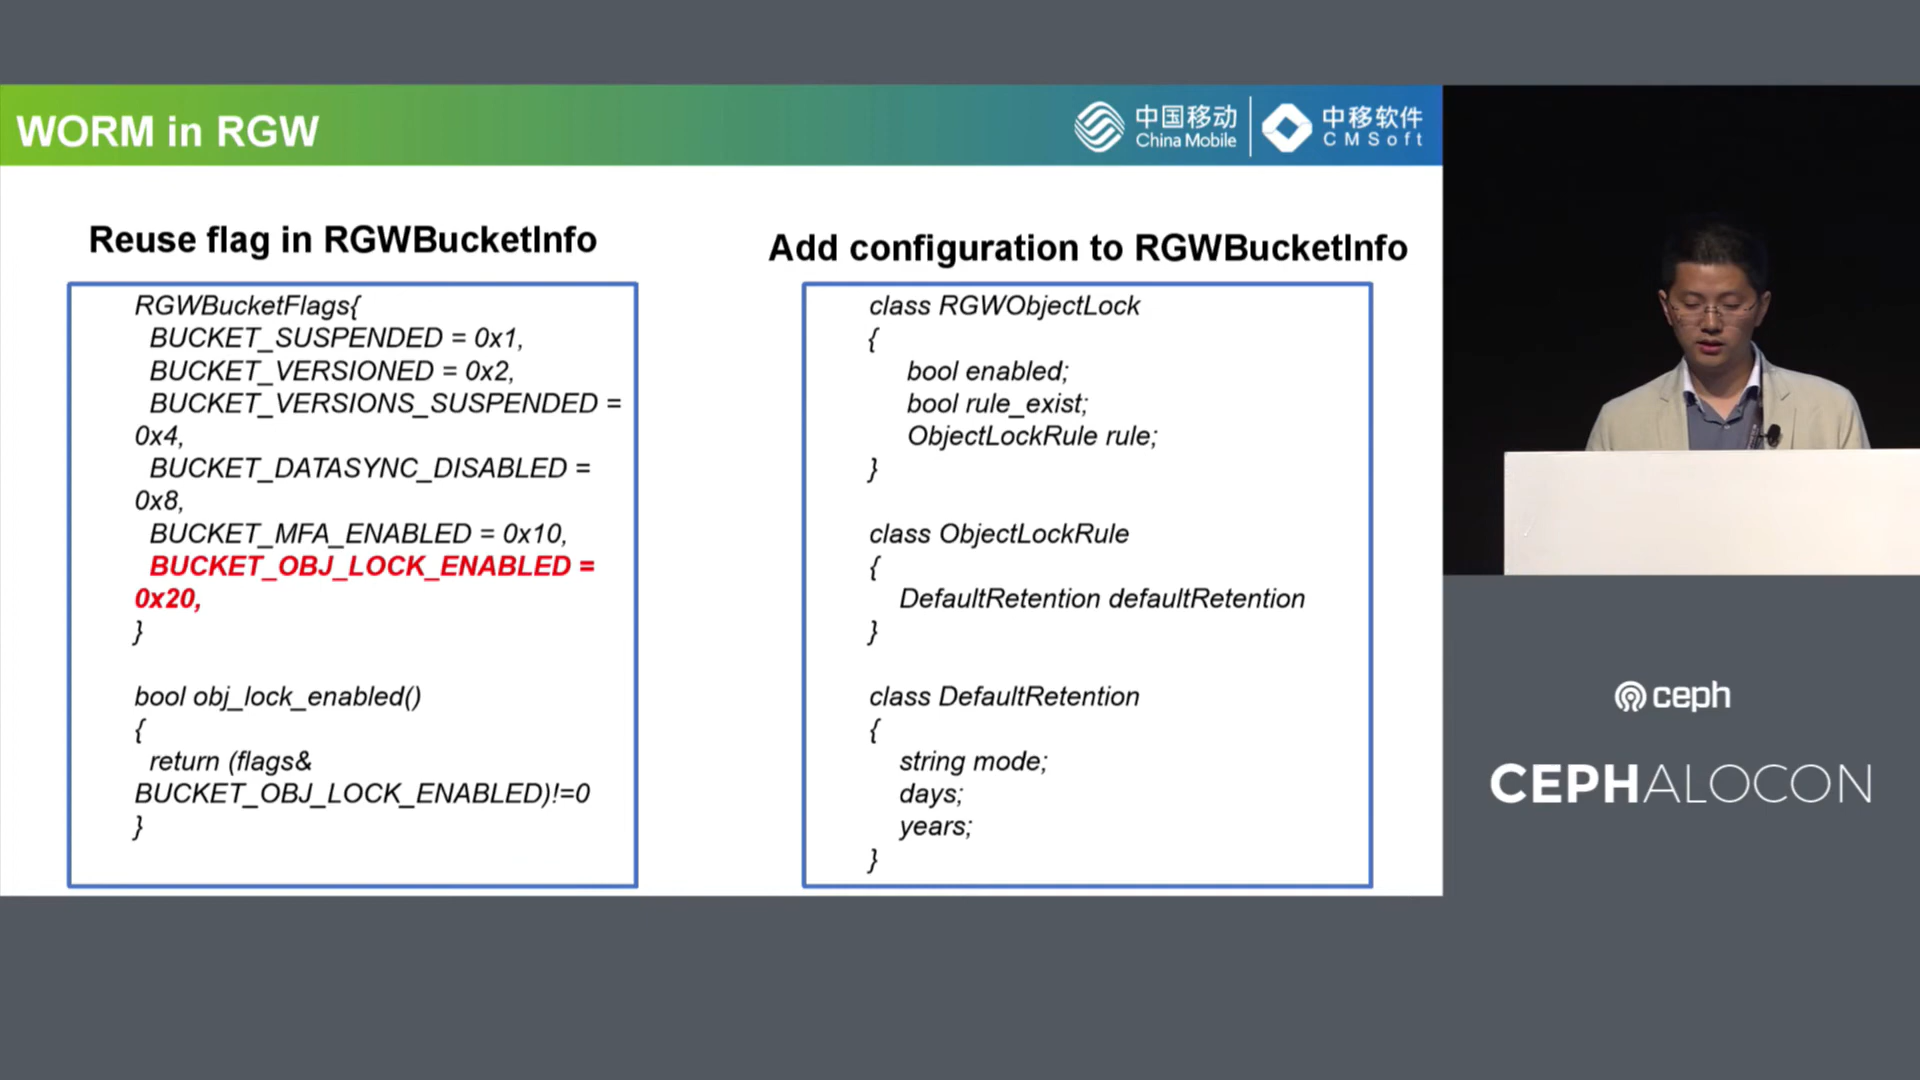 WORM in RGW
中国移动
China Mobile
中移软件
CMSoft
Reuse flag in RGWBucketInfo
RGWBucketFlags{
BUCKET_SUSPENDED = 0x1,
BUCKET_VERSIONED = 0x2,
BUCKET_VERSIONS_SUSPENDED =
0x4,
BUCKET_DATASYNC_DISABLED =
0x8,
BUCKET_MFA_ENABLED = 0x10,
BUCKET_OBJ_LOCK_ENABLED =
0x20,
}
bool obj_lock_enabled()
{
return (flags&
BUCKET_OBJ_LOCK_ENABLED)!=0
}
Add configuration to RGWBucketInfo
class RGWObjectLock
{
bool enabled;
bool rule_exist;
ObjectLockRule rule;
}
class ObjectLockRule
{
DefaultRetention defaultRetention
}
class DefaultRetention
{
string mode;
days;
years;
}
ceph
CEPHALOCON